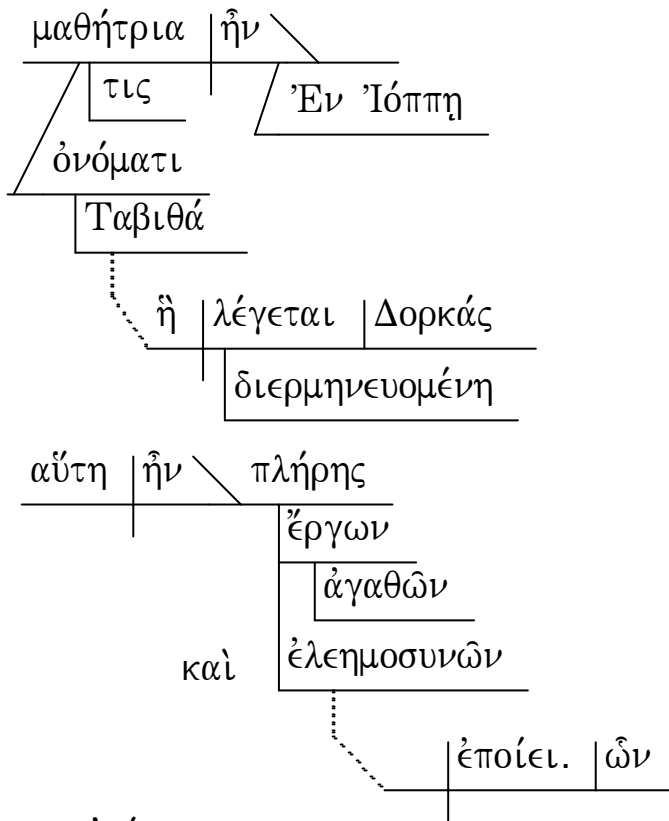 μαθήτρια ἦν
τις Ἐν Ἰόππῃ
ὀνόματι
Ταβιθά
ἣ λέγεται Δορκάς
διερμηνευομένη
αὕτη ἦν πλήρης
ἔργων
ἀγαθῶν
καὶ ἐλεημοσυνῶν
ἐποίει. ὧν